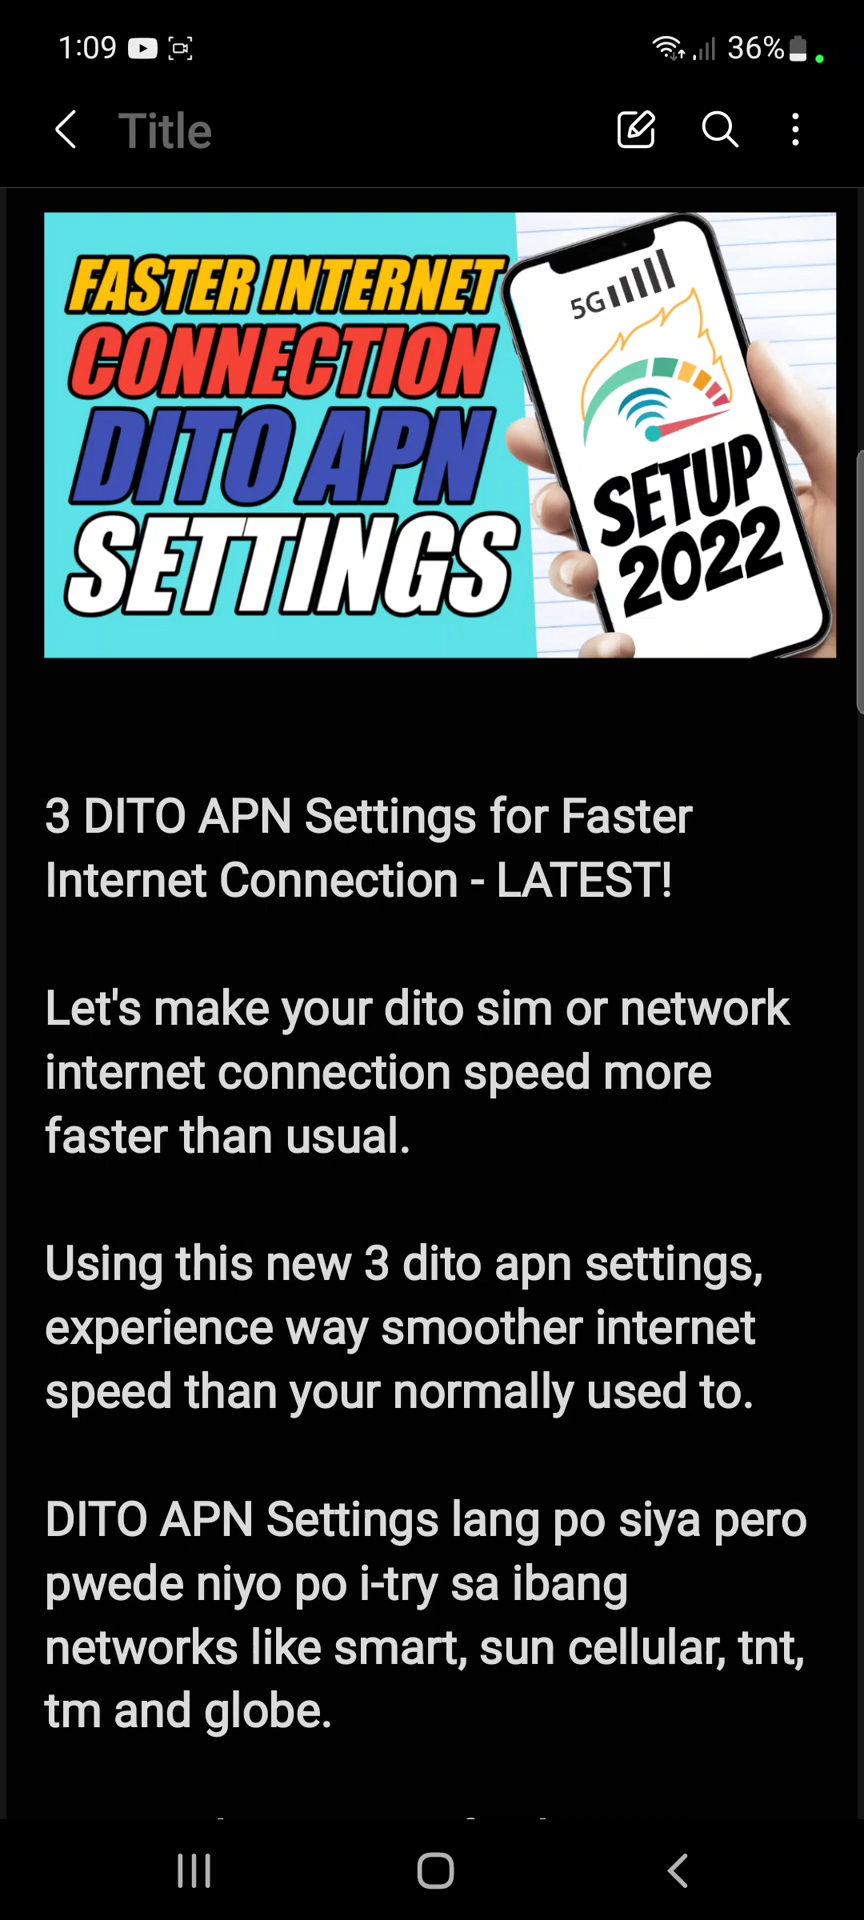 1:09
36%
Title
FASTER INTERNET
CONNECTION
DITO APN
SETTINGS
5G
SETUP
2022
3 DITO APN Settings for Faster
Internet Connection - LATEST!
Let's make your dito sim or network
internet connection speed more
faster than usual.
Using this new 3 dito apn settings,
experience way smoother internet
speed than your normally used to.
DITO APN Settings lang po siya pero
pwede niyo po i-try sa ibang
networks like smart, sun cellular, tnt,
tm and globe.